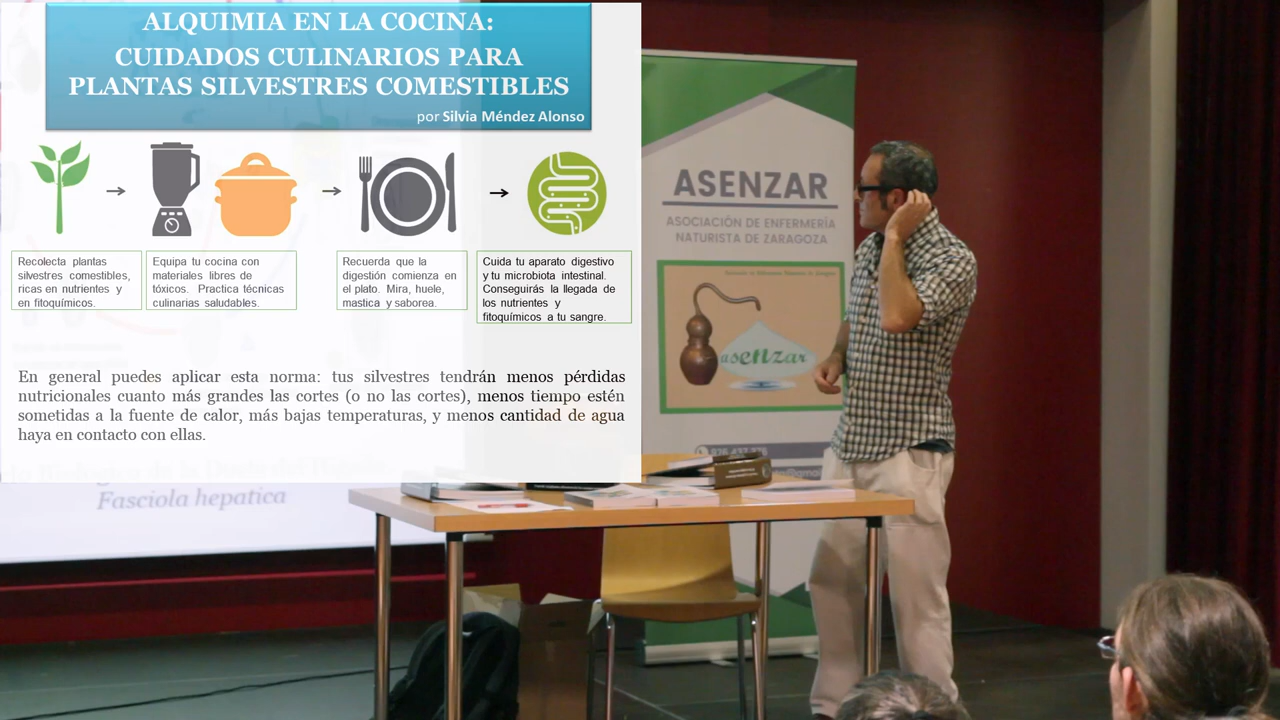 ALQUIMIA EN LA COCINA:
CUIDADOS CULINARIOS PARA
PLANTAS SILVESTRES COMESTIBLES
por Silvia Méndez Alonso
Recolecta plantas
silvestres comestibles,
ricas en nutrientes y
en fitoquímicos.
Equipa tu cocina con
materiales libres de
tóxicos. Practica técnicas
culinarias saludables.
Recuerda que la
digestión comienza en
el plato. Mira, huele,
mastica y saborea.
Cuida tu aparato digestivo
y tu microbiota intestinal.
Conseguirás la llegada de
los nutrientes y
fitoquímicos a tu sangre.
En general puedes aplicar esta norma: tus silvestres tendrán menos pérdidas
nutricionales cuanto más grandes las cortes (o no las cortes), menos tiempo estén
sometidas a la fuente de calor, más bajas temperaturas, y menos cantidad de agua
haya en contacto con ellas.
Fasciola hepatica
ASENZAR
ASOCIACIÓN DE ENFERMERÍA
NATURISTA DE ZARAGOZA
asenzar